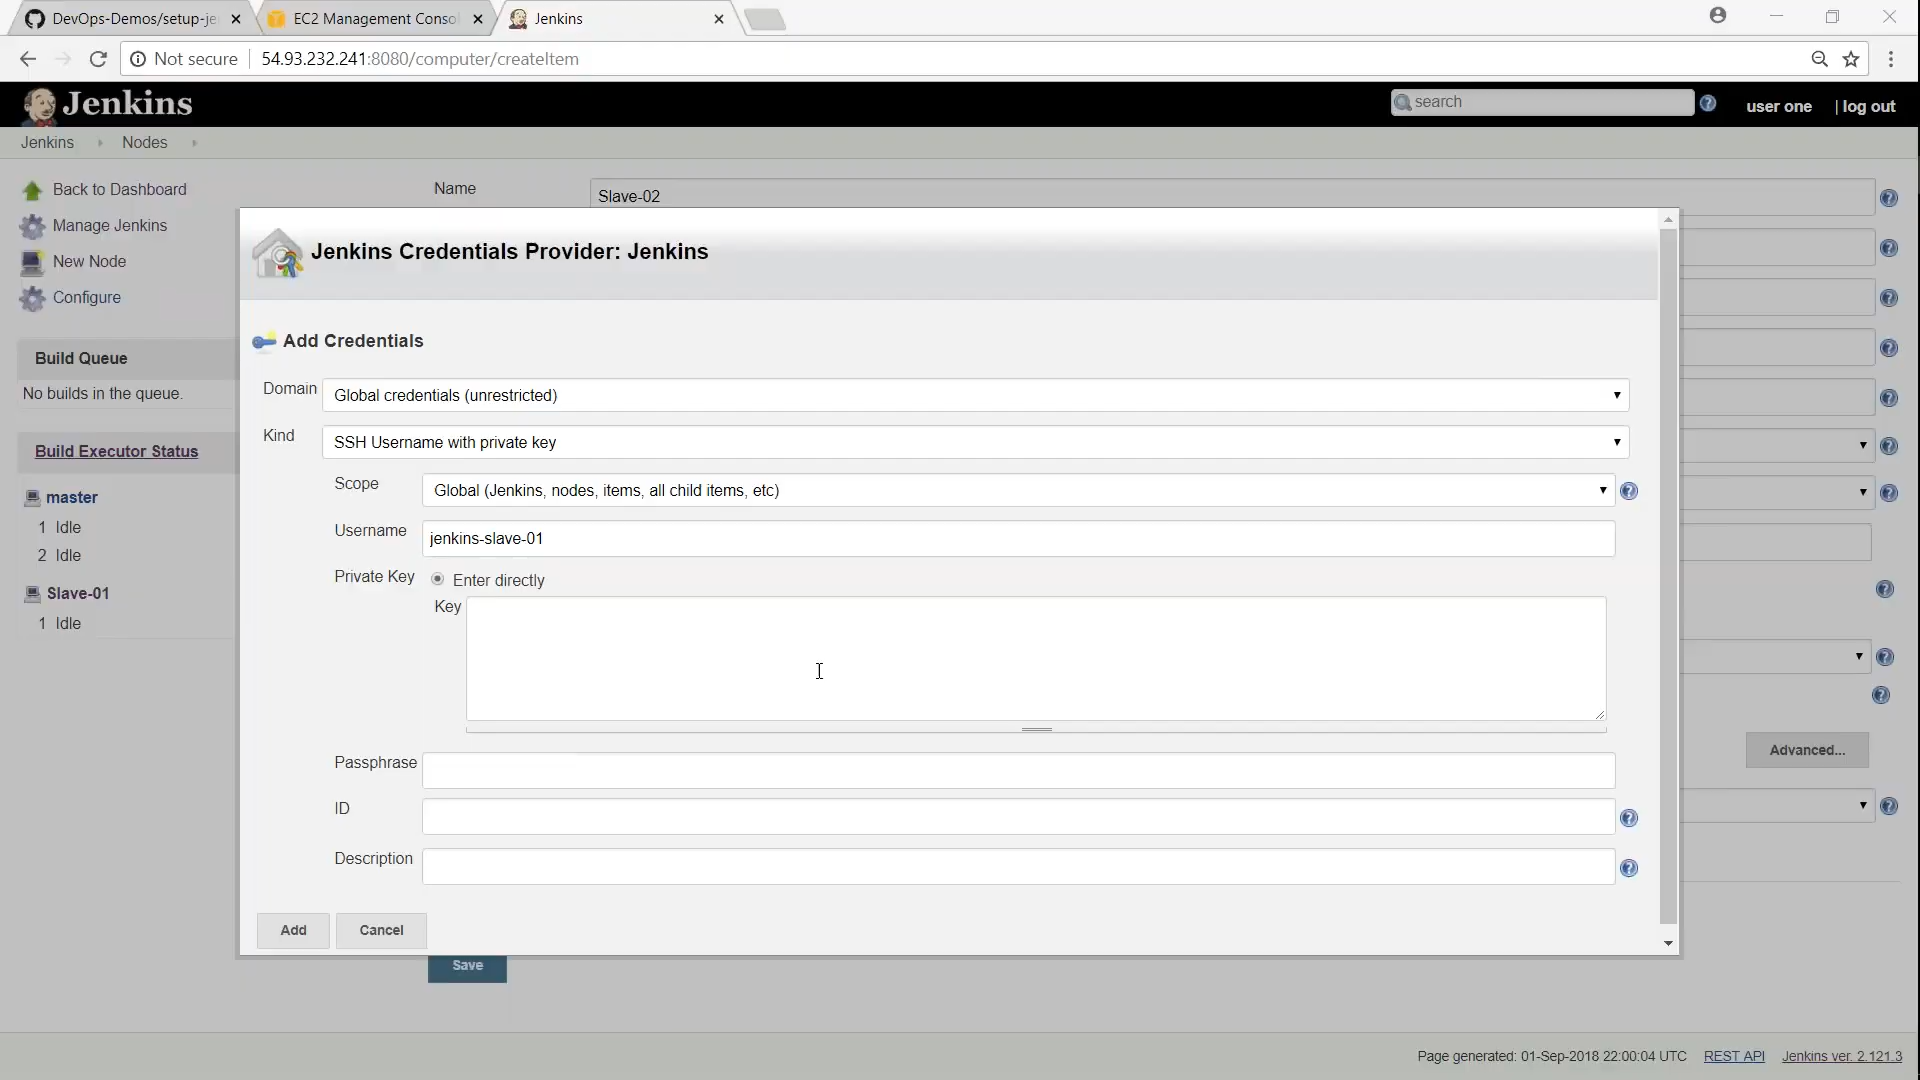 DevOps-Demos/setup-je
EC2 Management Conso
Jenkins
Not secure
54.93.232.241:8080/computer/createItem
Jenkins
search
user one
| log out
Jenkins
Nodes
Back to Dashboard
Manage Jenkins
New Node
Configure
Build Queue
No builds in the queue.
Build Executor Status
master
1 Idle
2 Idle
Slave-01
1 Idle
Name
Slave-02
Jenkins Credentials Provider: Jenkins
Add Credentials
Domain
Global credentials (unrestricted)
Kind
SSH Username with private key
Scope
Global (Jenkins, nodes, items, all child items, etc)
Username
jenkins-slave-01
Private Key
Enter directly
Key
Passphrase
ID
Description
Add
Cancel
Advanced...
Save
Page generated: 01-Sep-2018 22:00:04 UTC
REST API
Jenkins ver. 2.121.3